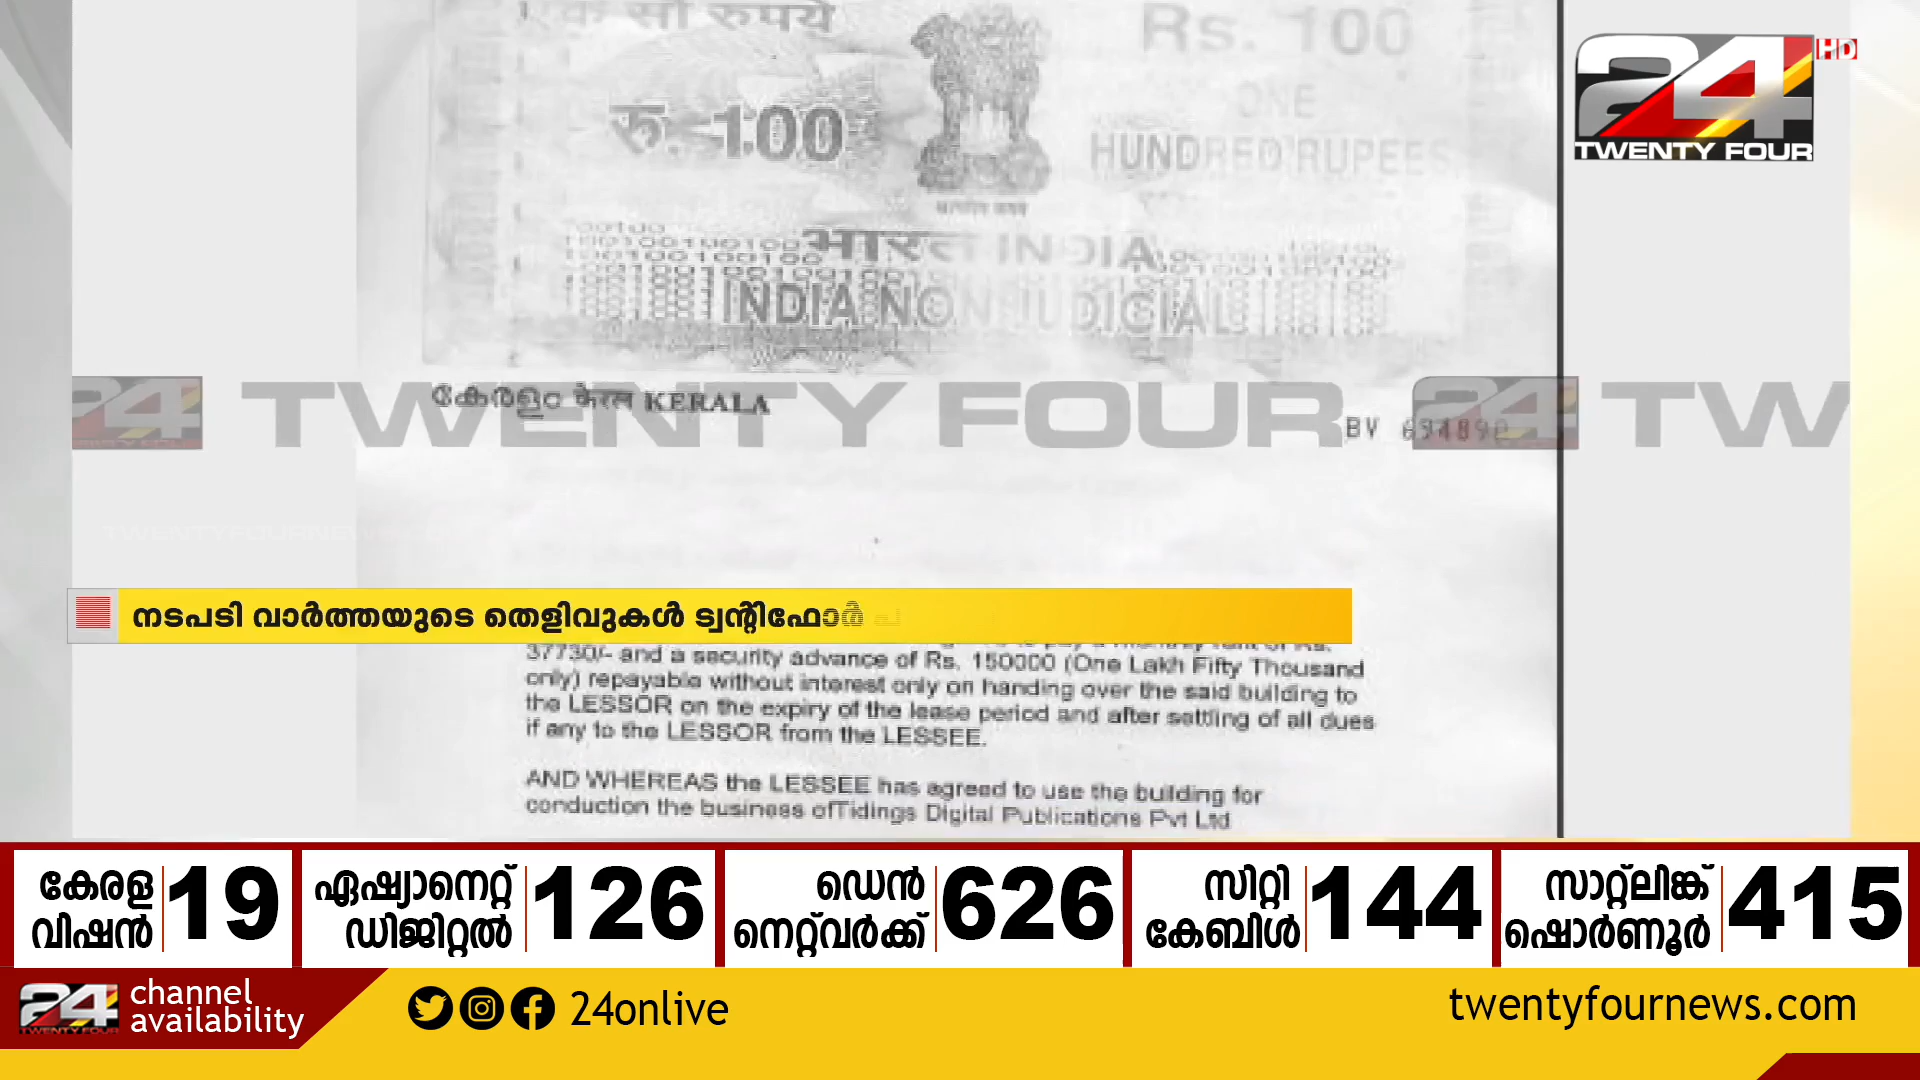 एक सौ रुपये
Rs. 100
24 HD
TWENTY FOUR
रु. 100
ONE
HUNDRED RUPEES
भारत INDIA
INDIA NON JUDICIAL
കേരളം केरल KERALA
TWENTY FOUR
BV
നടപടി വാർത്തയുടെ തെളിവുകൾ ട്വന്റിഫോർ
37730/- and a security advance of Rs. 150000 (One Lakh Fifty Thousand
only) repayable without interest only on handing over the said building to
the LESSOR on the expiry of the lease period and after settling of all dues
if any to the LESSOR from the LESSEE.
AND WHEREAS the LESSEE has agreed to use the building for
conduction the business ofTidings Digital Publications Pvt Ltd
കേരള വിഷൻ 19
ഏഷ്യാനെറ്റ് ഡിജിറ്റൽ 126
ഡെൻ നെറ്റ്‌വർക്ക് 626
സിറ്റി കേബിൾ 144
സാറ്റ്‌ലിങ്ക് ഷൊർണൂർ 415
24 TWENTY FOUR
channel
availability
24onlive
twentyfournews.com